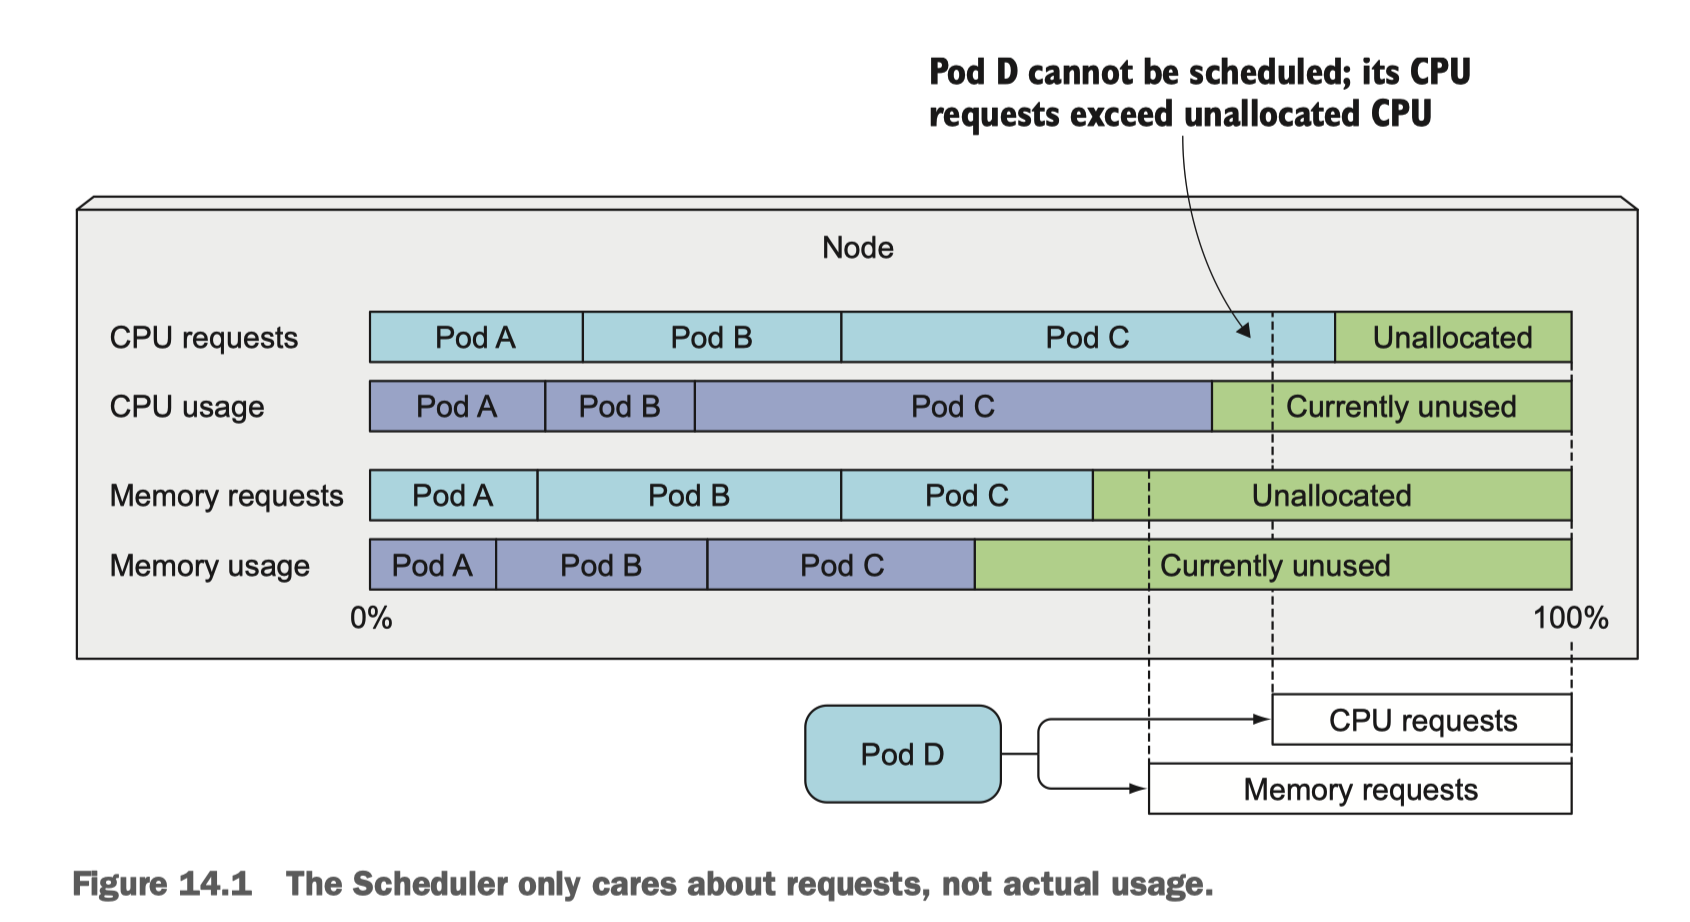 Pod D cannot be scheduled; its CPU
requests exceed unallocated CPU
Node
CPU requests Pod A Pod B Pod C Unallocated
CPU usage Pod A Pod B Pod C Currently unused
Memory requests Pod A Pod B Pod C Unallocated
Memory usage Pod A Pod B Pod C Currently unused
0% 100%
CPU requests
Pod D
Memory requests
Figure 14.1 The Scheduler only cares about requests, not actual usage.